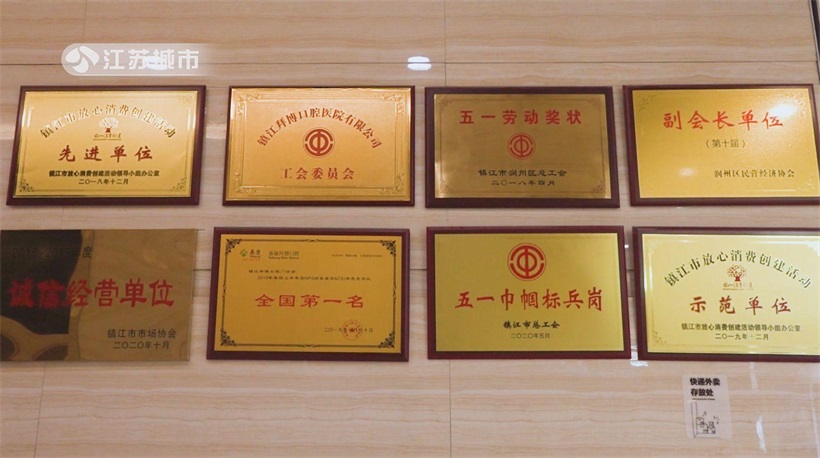 江苏城市
镇江市放心消费创建活动
先进单位
镇江市放心消费创建活动领导小组办公室
二〇一八年十二月
镇江拜博口腔医院有限公司
工会委员会
五一劳动奖状
镇江市润州区总工会
二〇一八年四月
副会长单位
（第十届）
润州区民营经济协会
诚信经营单位
镇江市市场协会
二〇二〇年十月
全国第一名
五一巾帼标兵岗
镇江市总工会
二〇二〇年五月
镇江市放心消费创建活动
示范单位
镇江市放心消费创建活动领导小组办公室
二〇一九年十二月
快递外卖
存放处